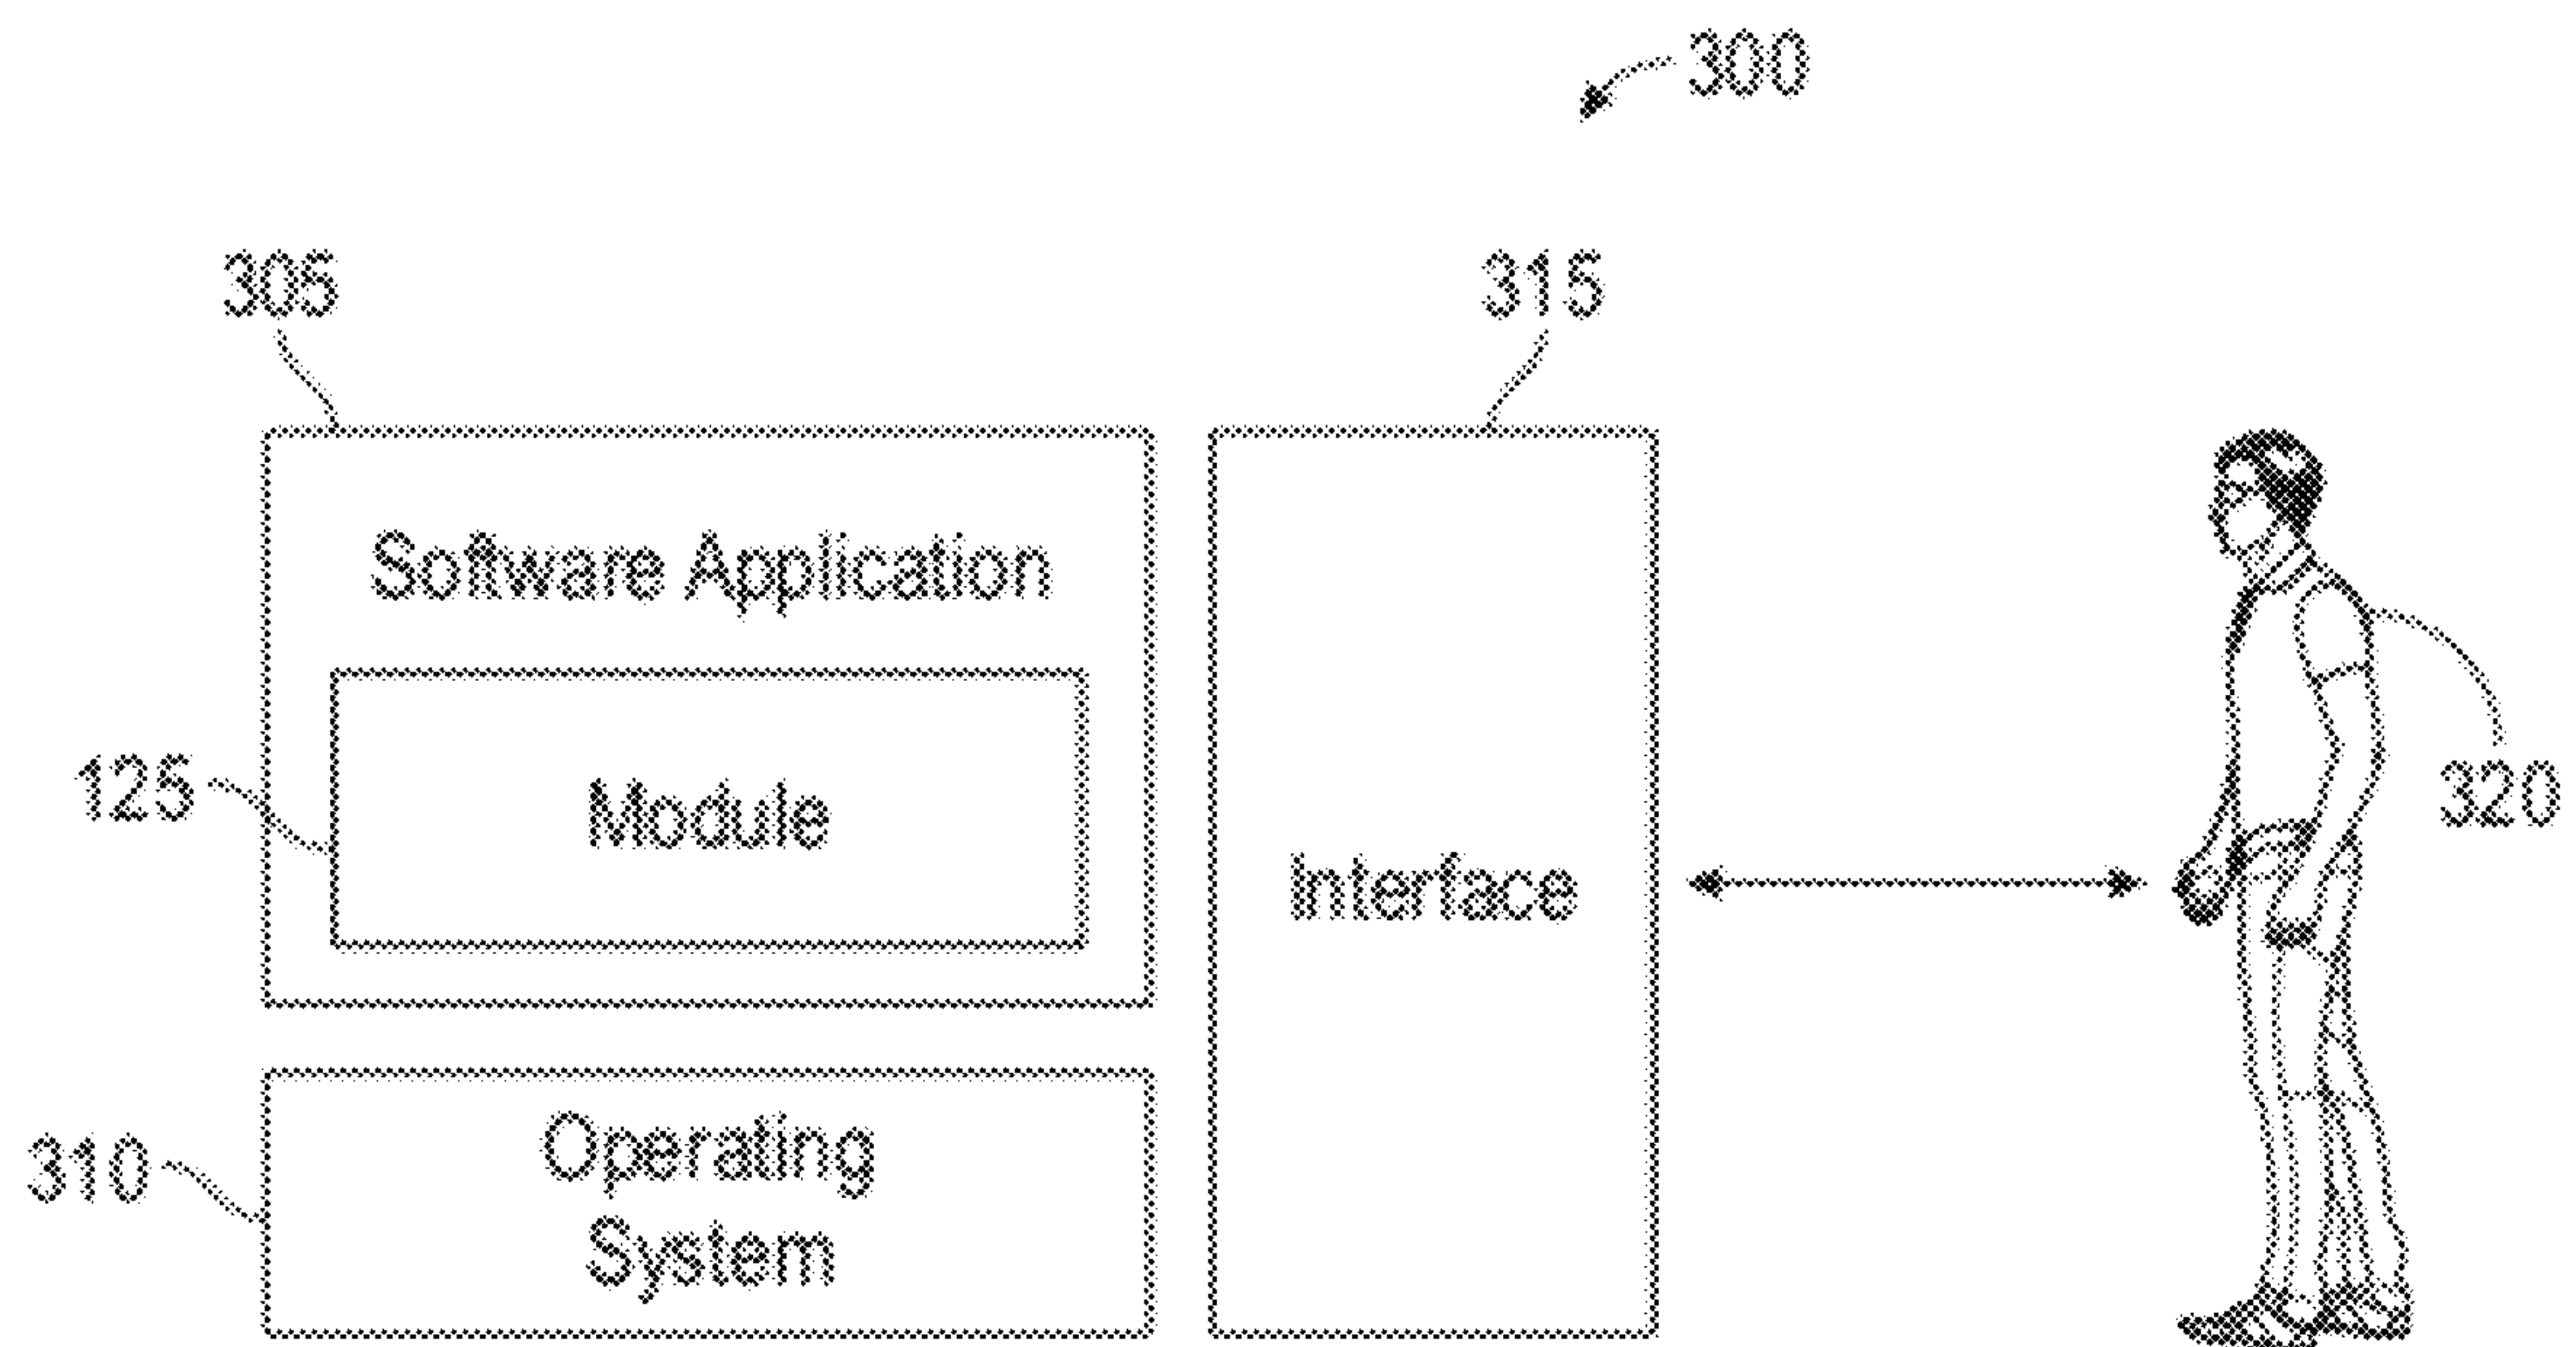 300
305
315
Software Application
125
Module
320
Interface
310
Operating
System